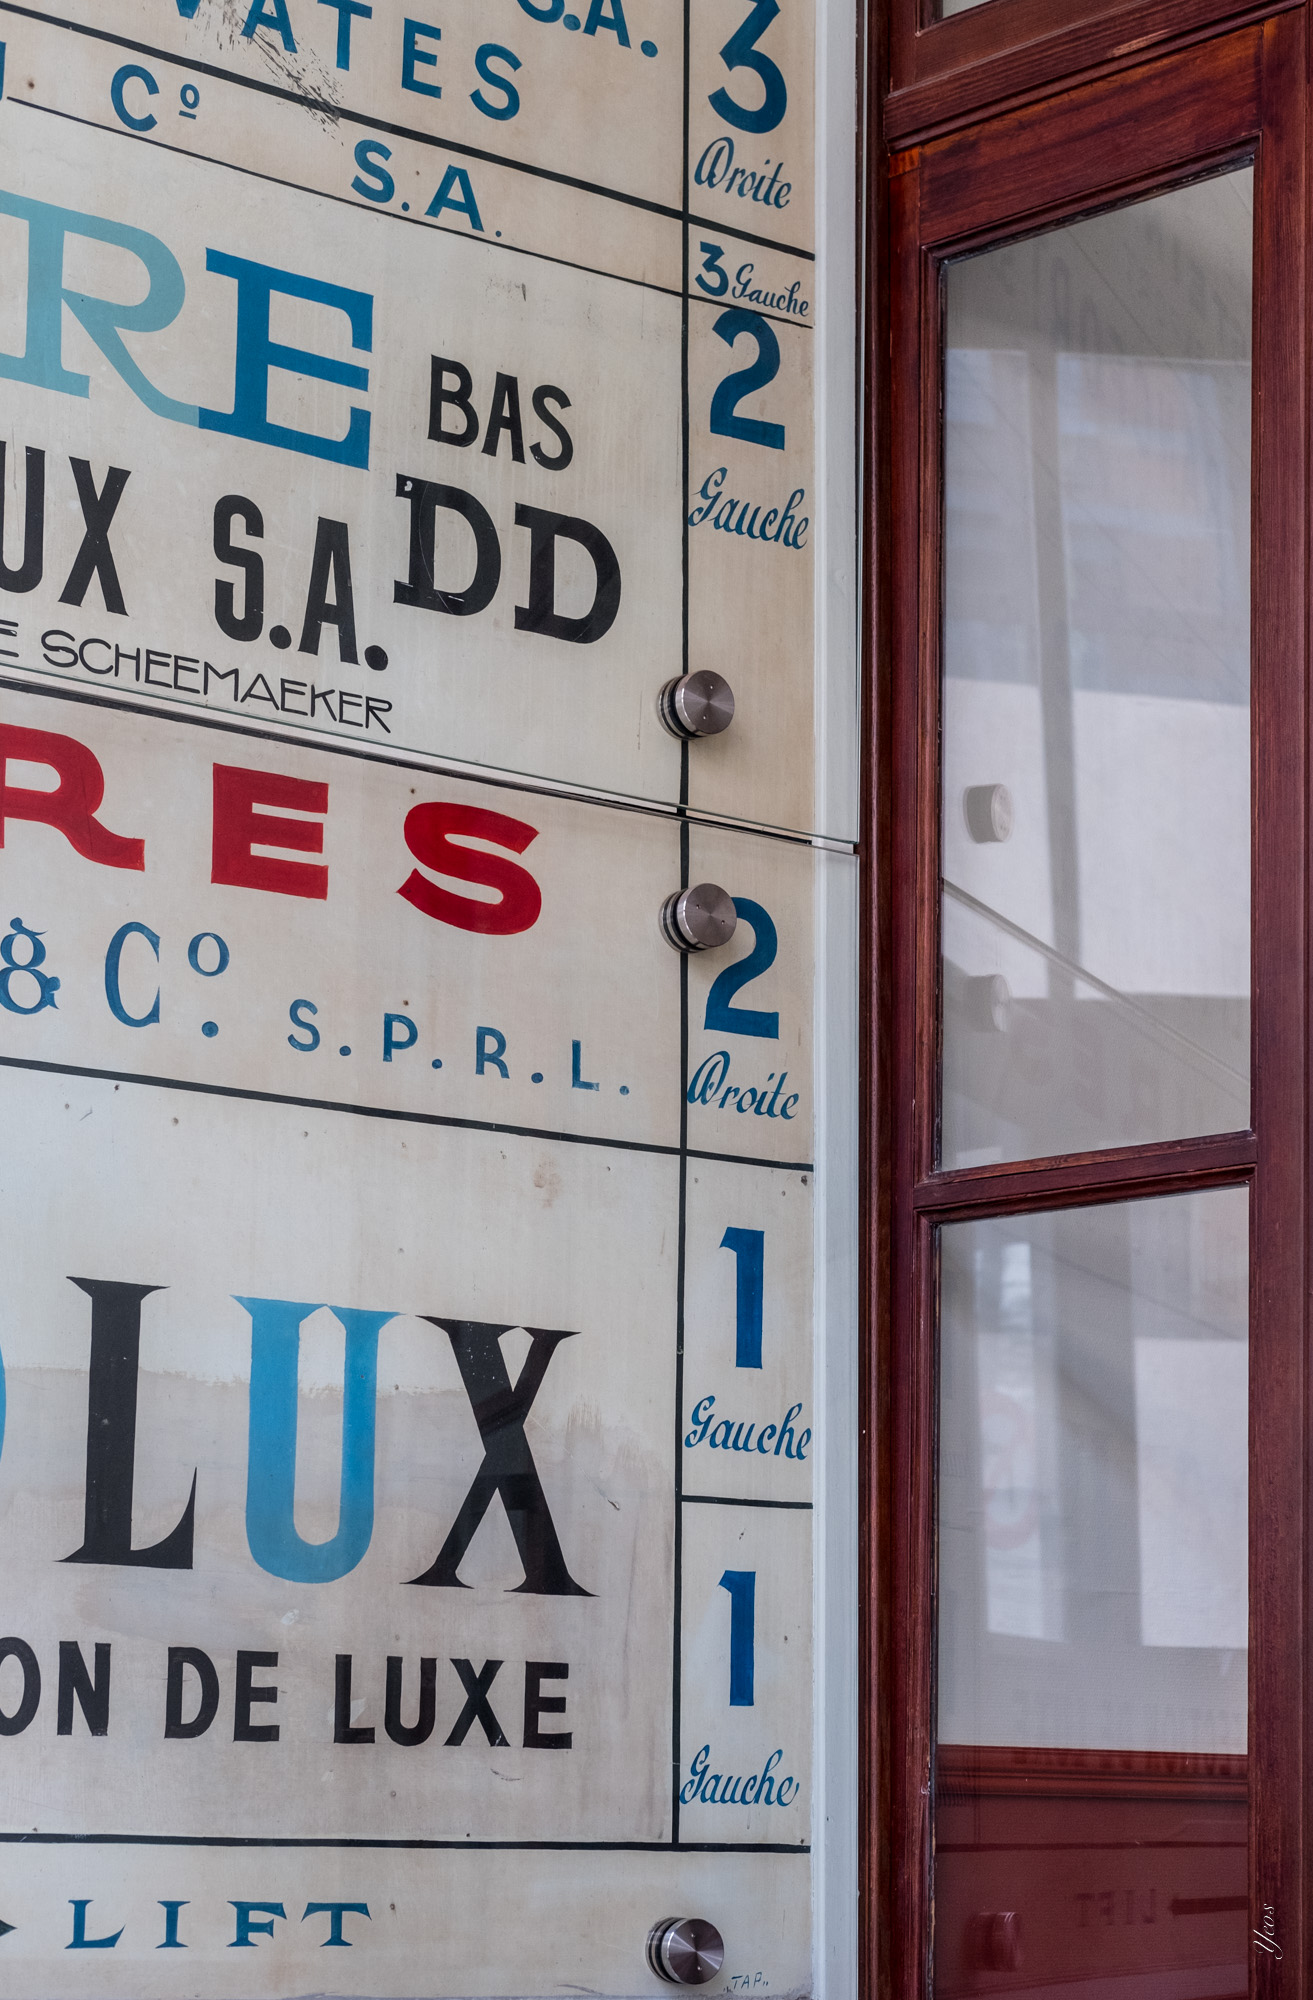 S.A.
VATES
3
Droite
Cº
S.A.
3 Gauche
RE BAS
2
Gauche
UX S.A. DD
E SCHEEMAEKER
RES
2
Droite
& Cº. S.P.R.L.
1
Gauche
LUX
1
Gauche
ON DE LUXE
LIFT
„TAP„
Ycos